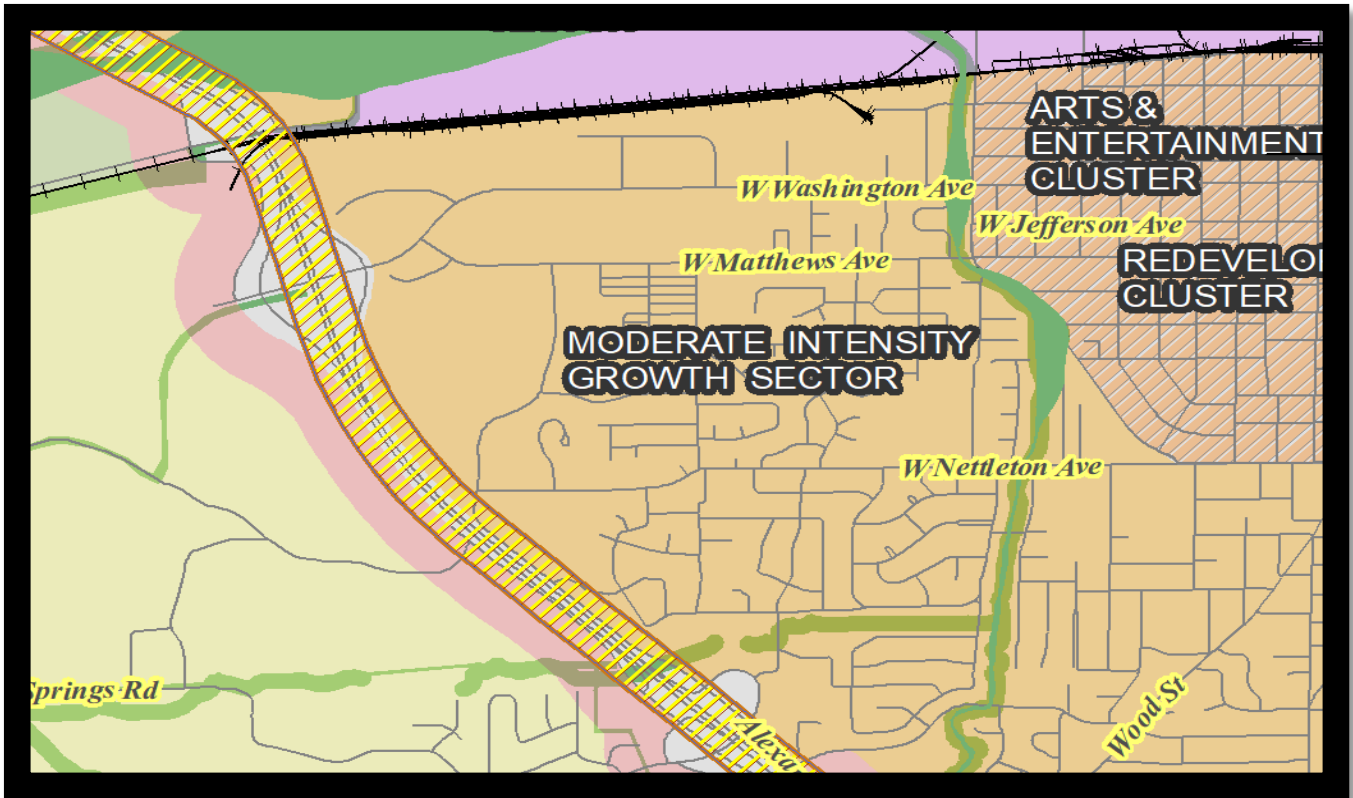 ARTS &
ENTERTAINMENT
CLUSTER
W Washington Ave
W Jefferson Ave
W Matthews Ave
REDEVELO
CLUSTER
MODERATE INTENSITY
GROWTH SECTOR
W Nettleton Ave
Springs Rd
Wood St
Alexa